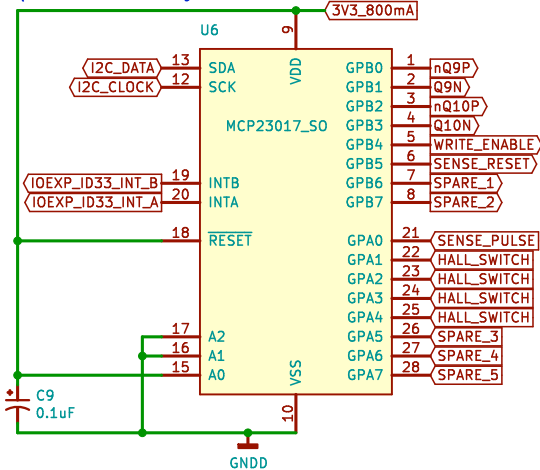 3V3_800mA
U6
9
VDD
I2C_DATA 13 SDA GPB0 1 nQ9P
I2C_CLOCK 12 SCK GPB1 2 Q9N
GPB2 3 nQ10P
MCP23017_SO GPB3 4 Q10N
GPB4 5 WRITE_ENABLE
GPB5 6 SENSE_RESET
IOEXP_ID33_INT_B 19 INTB GPB6 7 SPARE_1
IOEXP_ID33_INT_A 20 INTA GPB7 8 SPARE_2
18 RESET GPA0 21 SENSE_PULSE
GPA1 22 HALL_SWITCH
GPA2 23 HALL_SWITCH
GPA3 24 HALL_SWITCH
GPA4 25 HALL_SWITCH
17 A2 GPA5 26 SPARE_3
16 A1 GPA6 27 SPARE_4
15 A0 GPA7 28 SPARE_5
VSS
10
+ C9
0.1uF
GNDD